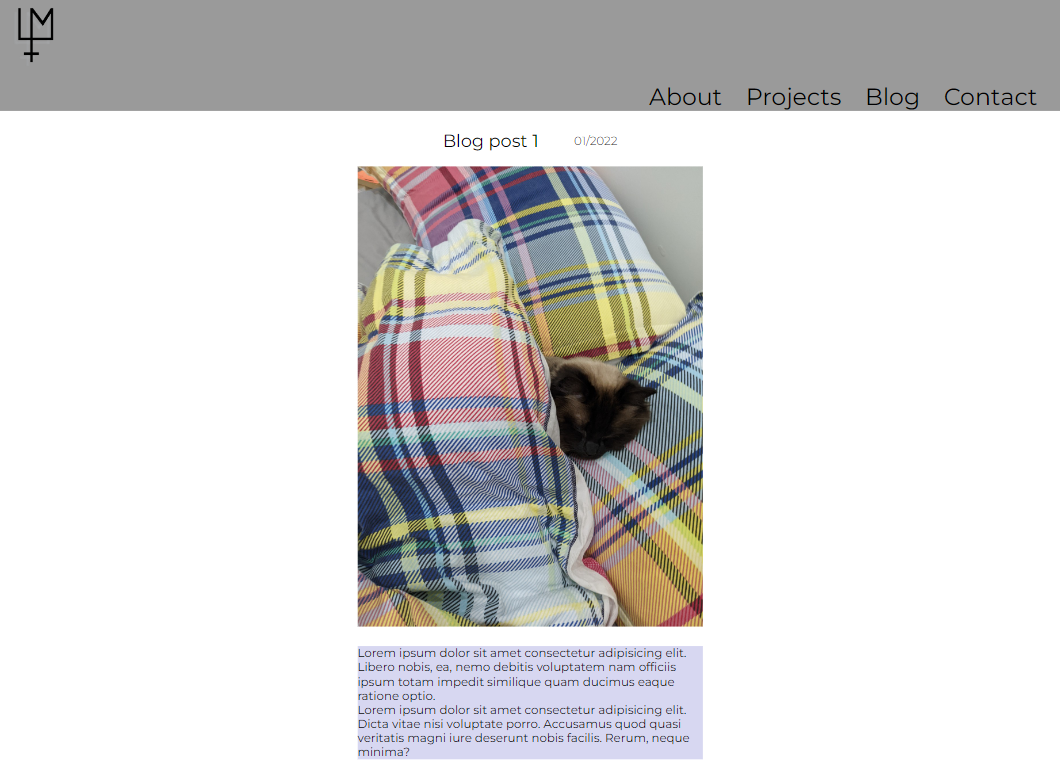 LM
About Projects Blog Contact
Blog post 1 01/2022
Lorem ipsum dolor sit amet consectetur adipisicing elit.
Libero nobis, ea, nemo debitis voluptatem nam officiis
ipsum totam impedit similique quam ducimus eaque
ratione optio.
Lorem ipsum dolor sit amet consectetur adipisicing elit.
Dicta vitae nisi voluptate porro. Accusamus quod quasi
veritatis magni iure deserunt nobis facilis. Rerum, neque
minima?